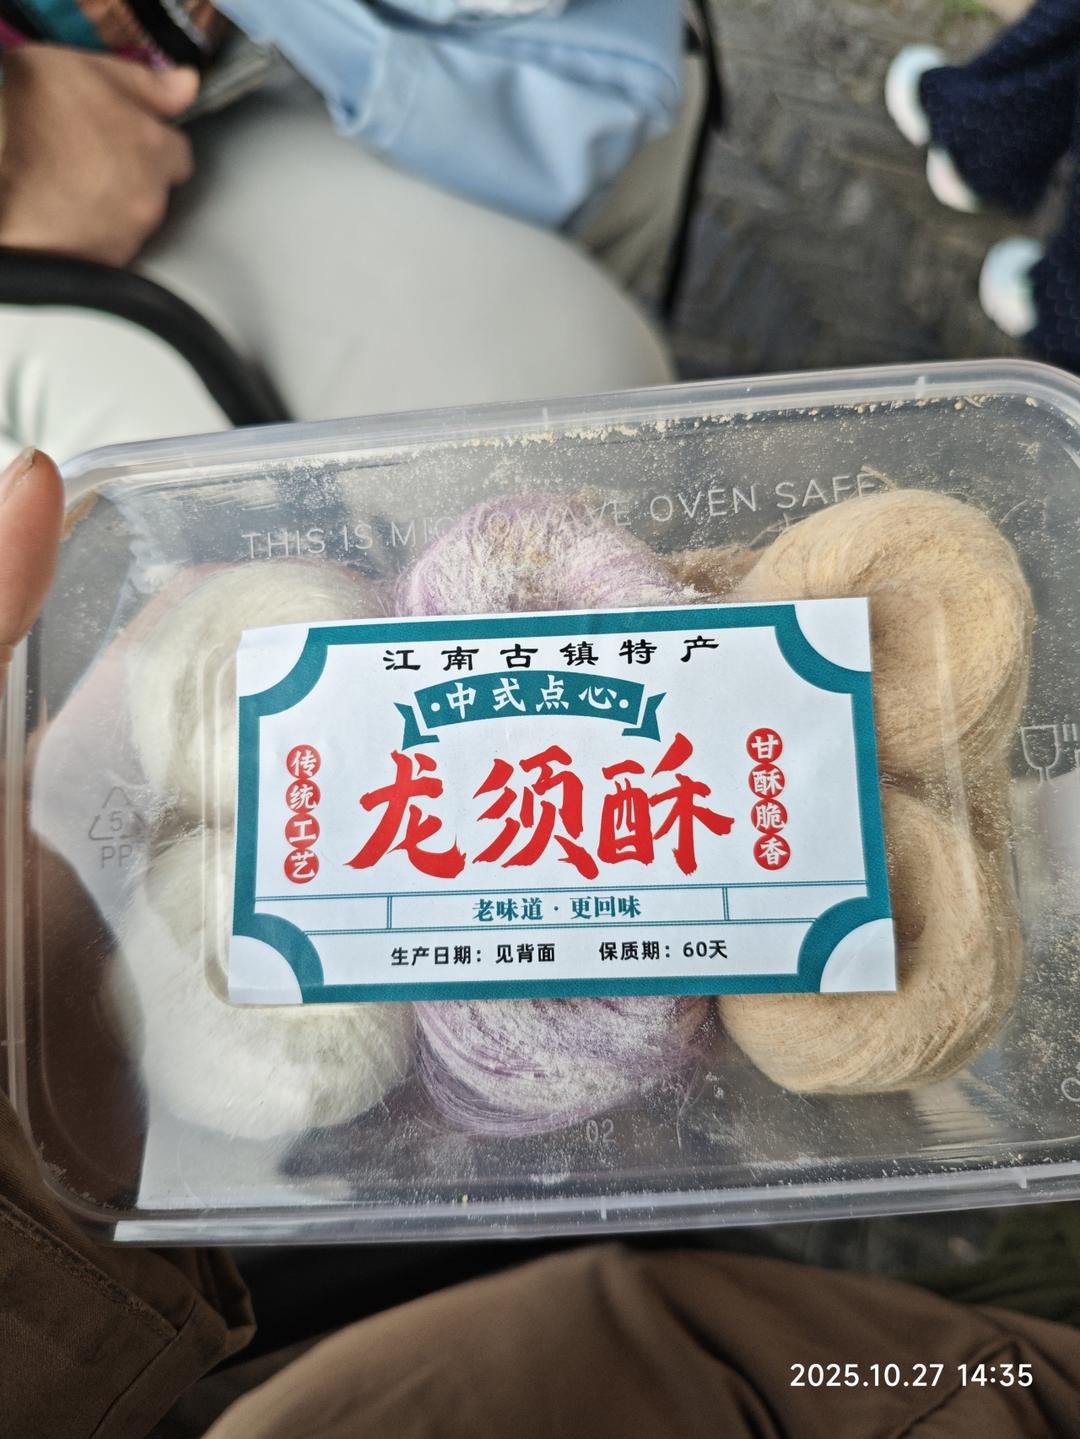 THIS IS MICROWAVE OVEN SAFE
江南古镇特产
·中式点心·
传统工艺
龙须酥
甘酥脆香
老味道·更回味
生产日期：见背面 保质期：60天
5
PP
02
2025.10.27 14:35